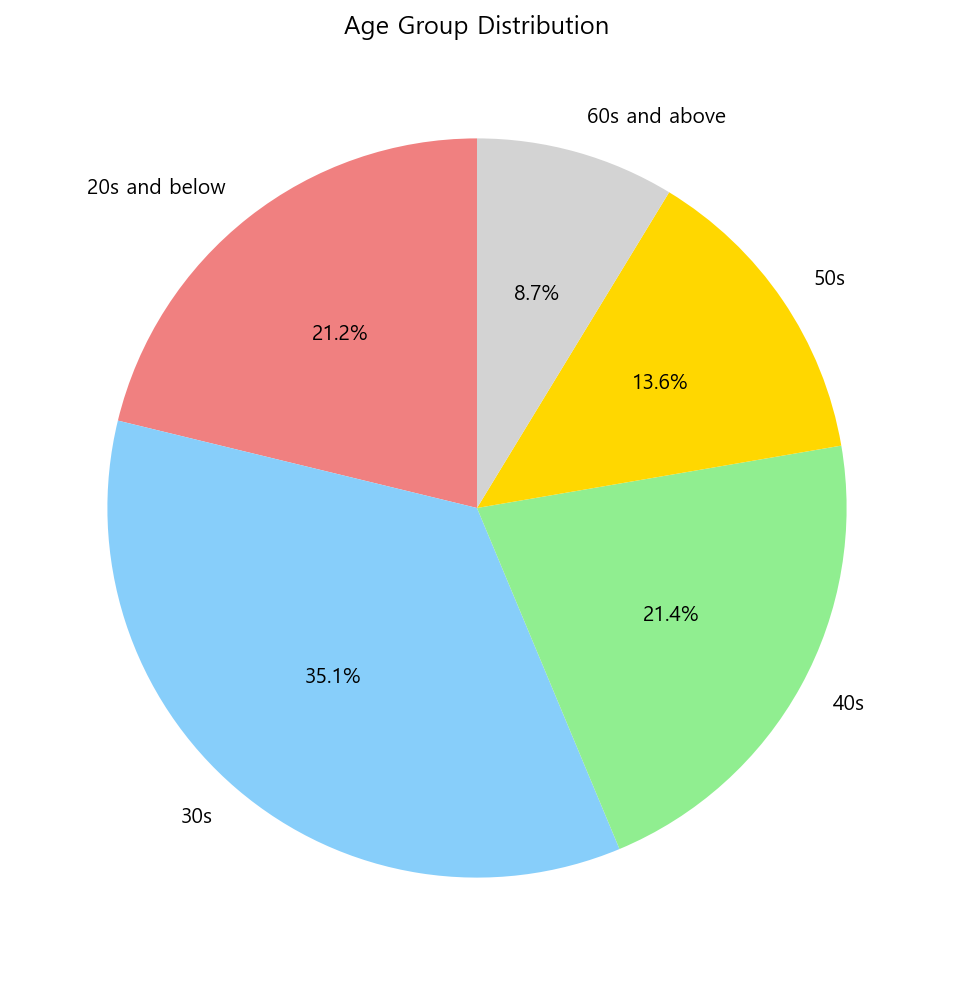 Age Group Distribution
60s and above
20s and below
50s
8.7%
21.2%
13.6%
21.4%
35.1%
40s
30s